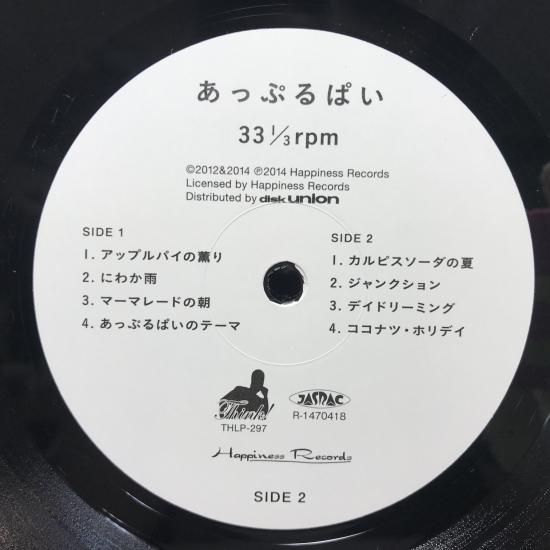 あっぷるぱい
33 1/3 rpm
©2012&2014 ℗2014 Happiness Records
Licensed by Happiness Records
Distributed by disk union
SIDE 1
1. アップルパイの薫り
2. にわか雨
3. マーマレードの朝
4. あっぷるぱいのテーマ
SIDE 2
1. カルピスソーダの夏
2. ジャンクション
3. デイドリーミング
4. ココナツ・ホリデイ
Think!
THLP-297
JASRAC
R-1470418
Happiness Records
SIDE 2